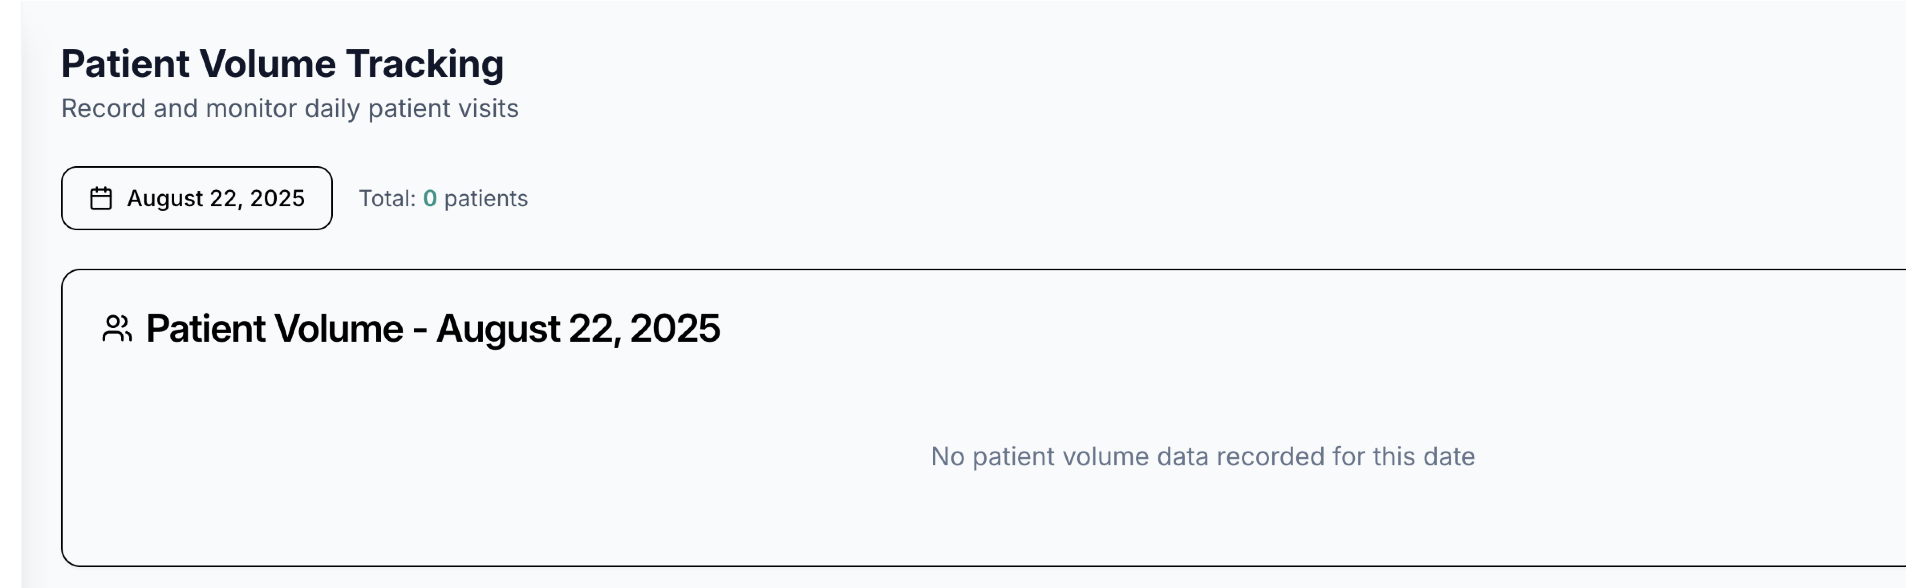 Patient Volume Tracking
Record and monitor daily patient visits
August 22, 2025
Total: 0 patients
Patient Volume - August 22, 2025
No patient volume data recorded for this date